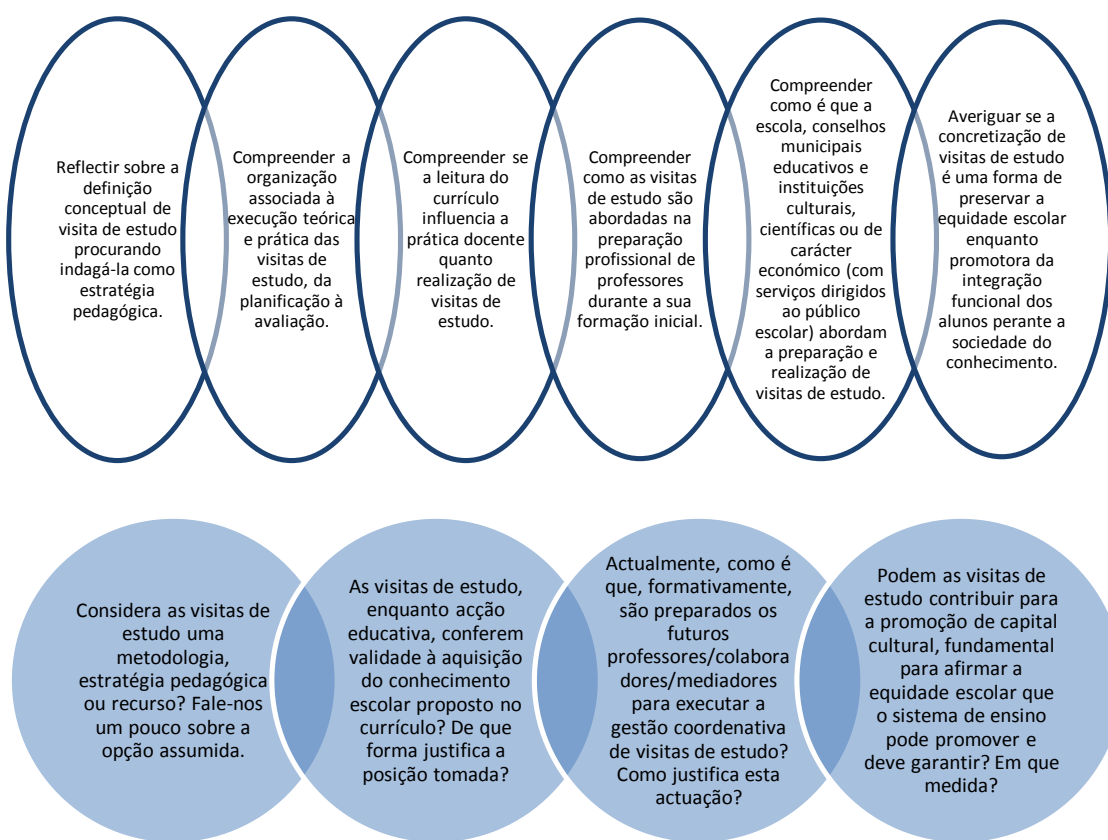 Reflectir sobre a
definição
conceptual de
visita de estudo
procurando
indagá-la como
estratégia
pedagógica.
Compreender a
organização
associada à
execução teórica
e prática das
visitas de
estudo, da
planificação à
avaliação.
Compreender se
a leitura do
currículo
influencia a
prática docente
quanto
realização de
visitas de
estudo.
Compreender
como as visitas
de estudo são
abordadas na
preparação
profissional de
professores
durante a sua
formação inicial.
Compreender
como é que a
escola, conselhos
municipais
educativos e
instituições
culturais,
científicas ou de
carácter
económico (com
serviços dirigidos
ao público
escolar) abordam
a preparação e
realização de
visitas de estudo.
Averiguar se a
concretização de
visitas de estudo
é uma forma de
preservar a
equidade escolar
enquanto
promotora da
integração
funcional dos
alunos perante a
sociedade do
conhecimento.
Considera as visitas de
estudo uma
metodologia,
estratégia pedagógica
ou recurso? Fale-nos
um pouco sobre a
opção assumida.
As visitas de estudo,
enquanto acção
educativa, conferem
validade à aquisição
do conhecimento
escolar proposto no
currículo? De que
forma justifica a
posição tomada?
Actualmente, como é
que, formativamente,
são preparados os
futuros
professores/colabora
dores/mediadores
para executar a
gestão coordenativa
de visitas de estudo?
Como justifica esta
actuação?
Podem as visitas de
estudo contribuir para
a promoção de capital
cultural, fundamental
para afirmar a
equidade escolar que
o sistema de ensino
pode promover e
deve garantir? Em que
medida?